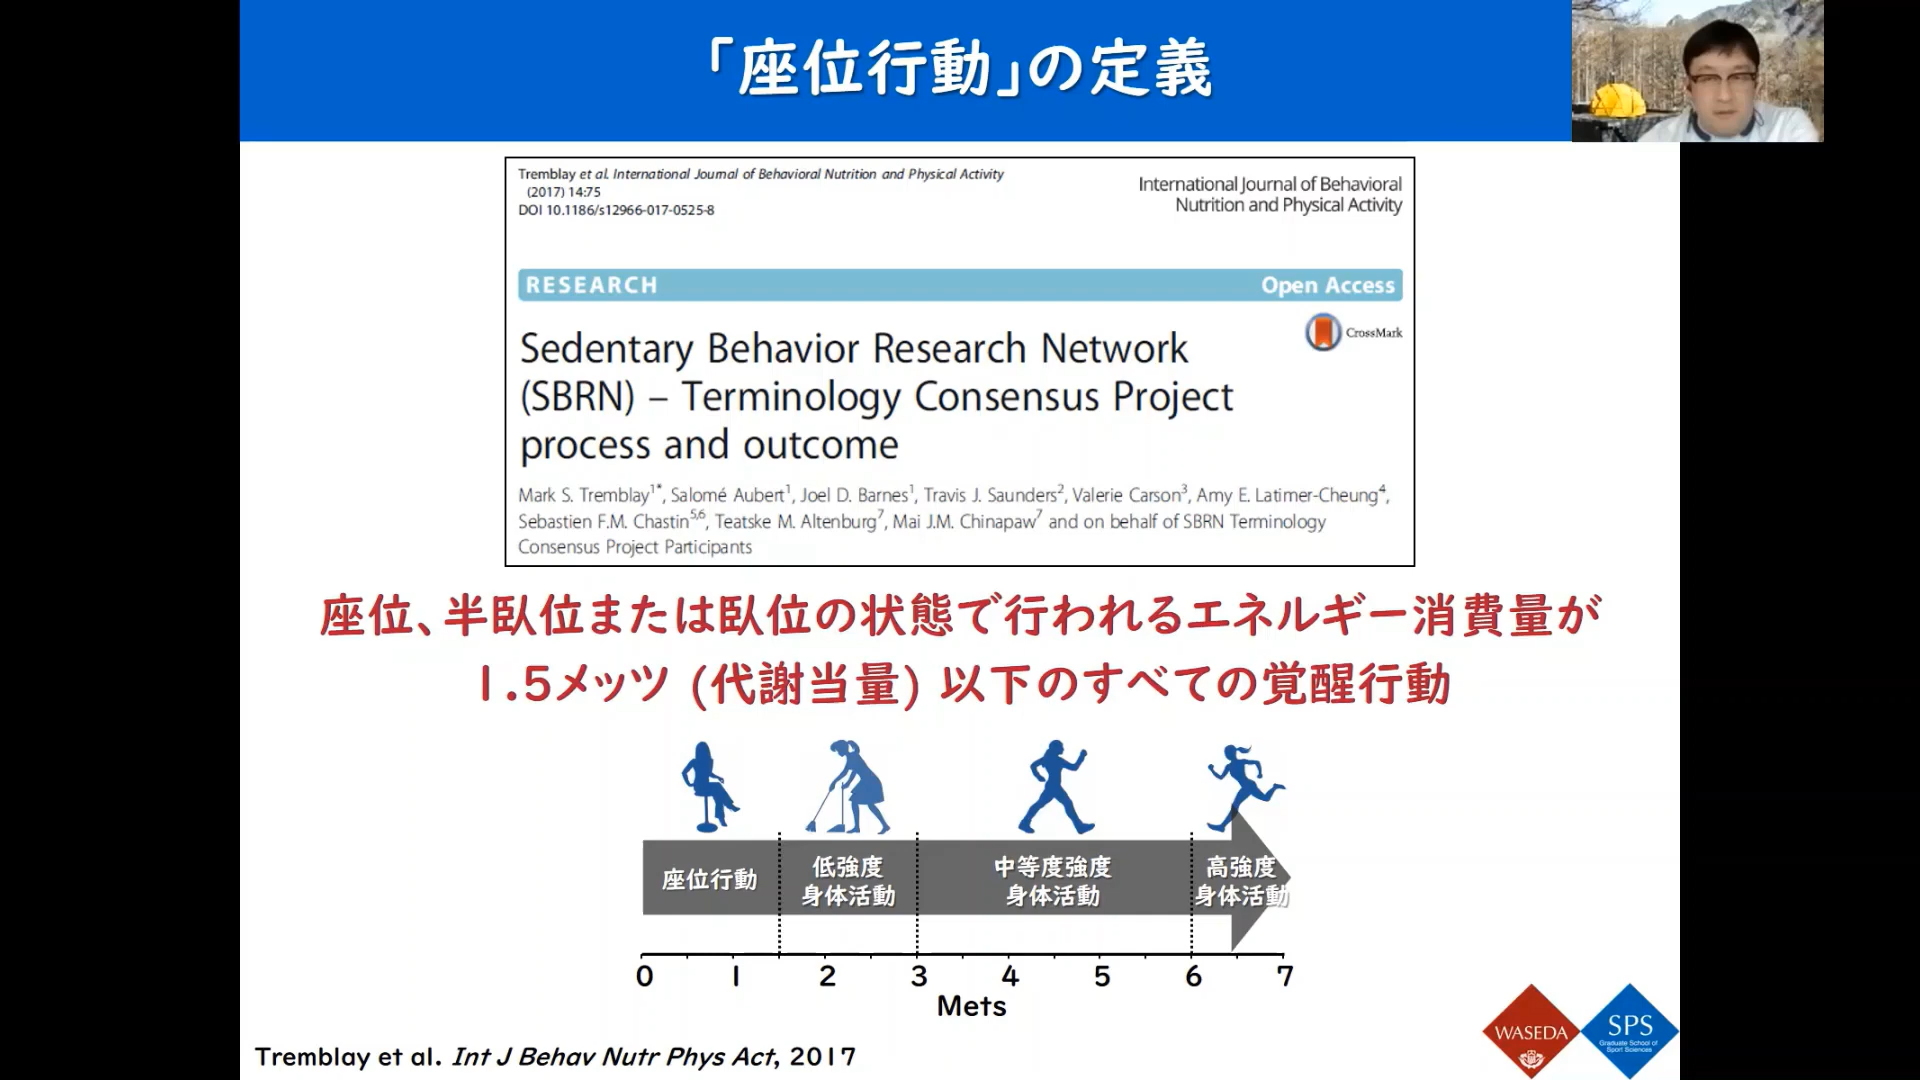 「座位行動」の定義
Tremblay et al. International Journal of Behavioral Nutrition and Physical Activity
(2017) 14:75
DOI 10.1186/s12966-017-0525-8
International Journal of Behavioral
Nutrition and Physical Activity
RESEARCH
Open Access
CrossMark
Sedentary Behavior Research Network
(SBRN) – Terminology Consensus Project
process and outcome
Mark S. Tremblay1*, Salomé Aubert1, Joel D. Barnes1, Travis J. Saunders2, Valerie Carson3, Amy E. Latimer-Cheung4,
Sebastien F.M. Chastin5,6, Teatske M. Altenburg7, Mai J.M. Chinapaw7 and on behalf of SBRN Terminology
Consensus Project Participants
座位、半臥位または臥位の状態で行われるエネルギー消費量が
1.5メッツ (代謝当量) 以下のすべての覚醒行動
座位行動
低強度
身体活動
中等度強度
身体活動
高強度
身体活動
0 1 2 3 4 5 6 7
Mets
Tremblay et al. Int J Behav Nutr Phys Act, 2017
WASEDA
SPS
Graduate School of
Sport Sciences